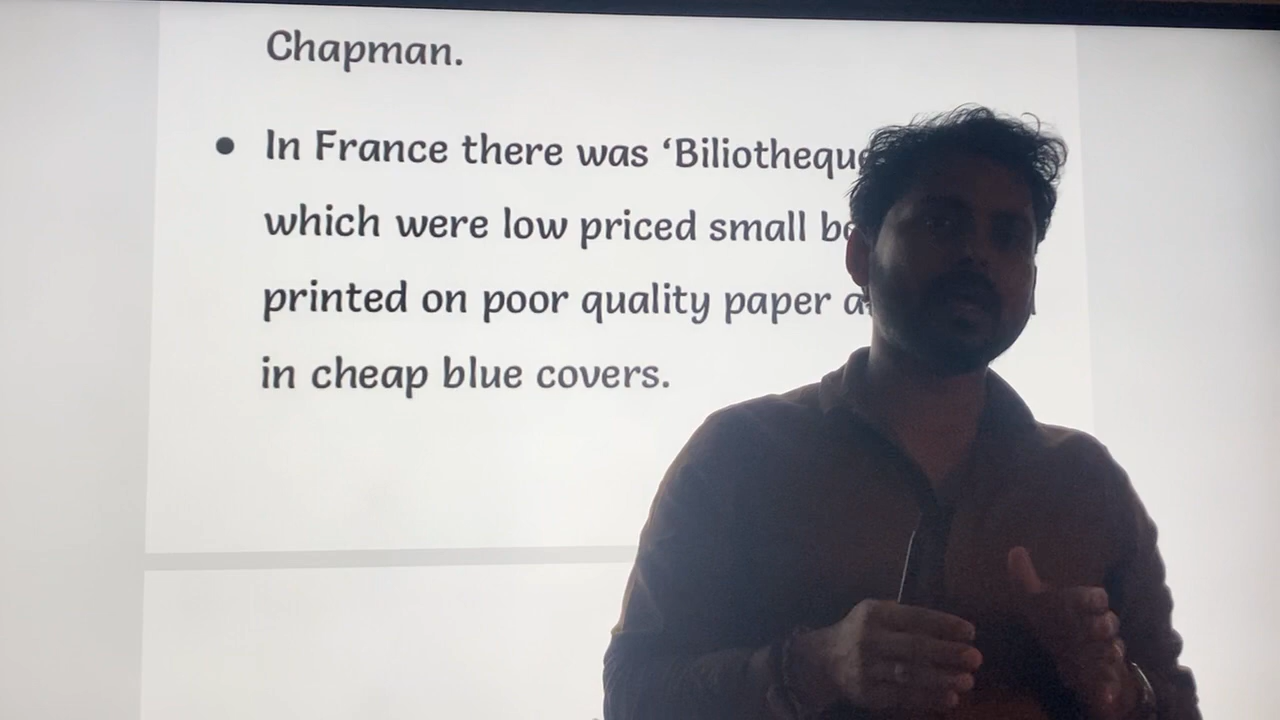 Chapman.
• In France there was ‘Biliotheque
which were low priced small
printed on poor quality paper
in cheap blue covers.